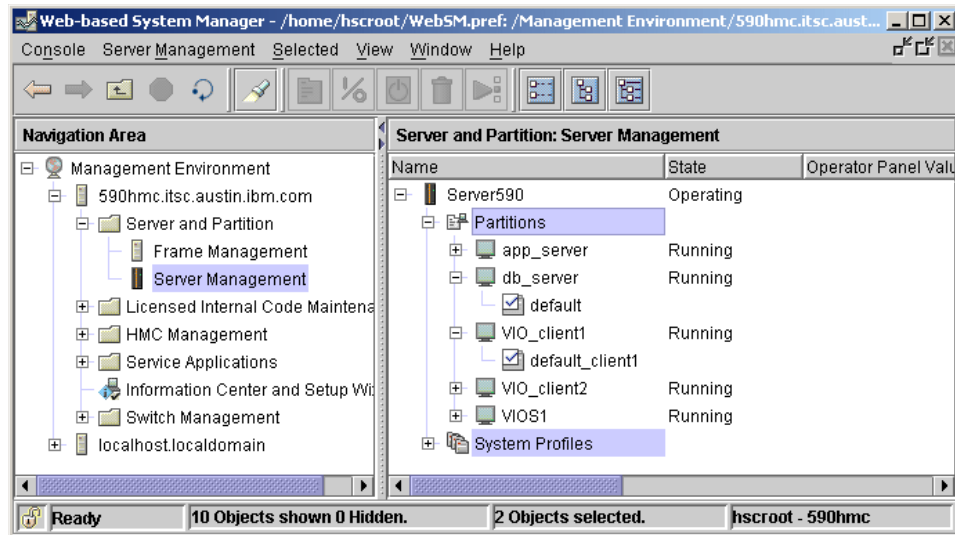 Web-based System Manager - /home/hscroot/WebSM.pref: /Management Environment/590hmc.itsc.aust...
Console Server Management Selected View Window Help
Navigation Area
Management Environment
590hmc.itsc.austin.ibm.com
Server and Partition
Frame Management
Server Management
Licensed Internal Code Maintena
HMC Management
Service Applications
Information Center and Setup Wi
Switch Management
localhost.localdomain
Server and Partition: Server Management
Name State Operator Panel Valu
Server590 Operating
Partitions
app_server Running
db_server Running
default
VIO_client1 Running
default_client1
VIO_client2 Running
VIOS1 Running
System Profiles
Ready 10 Objects shown 0 Hidden. 2 Objects selected. hscroot - 590hmc